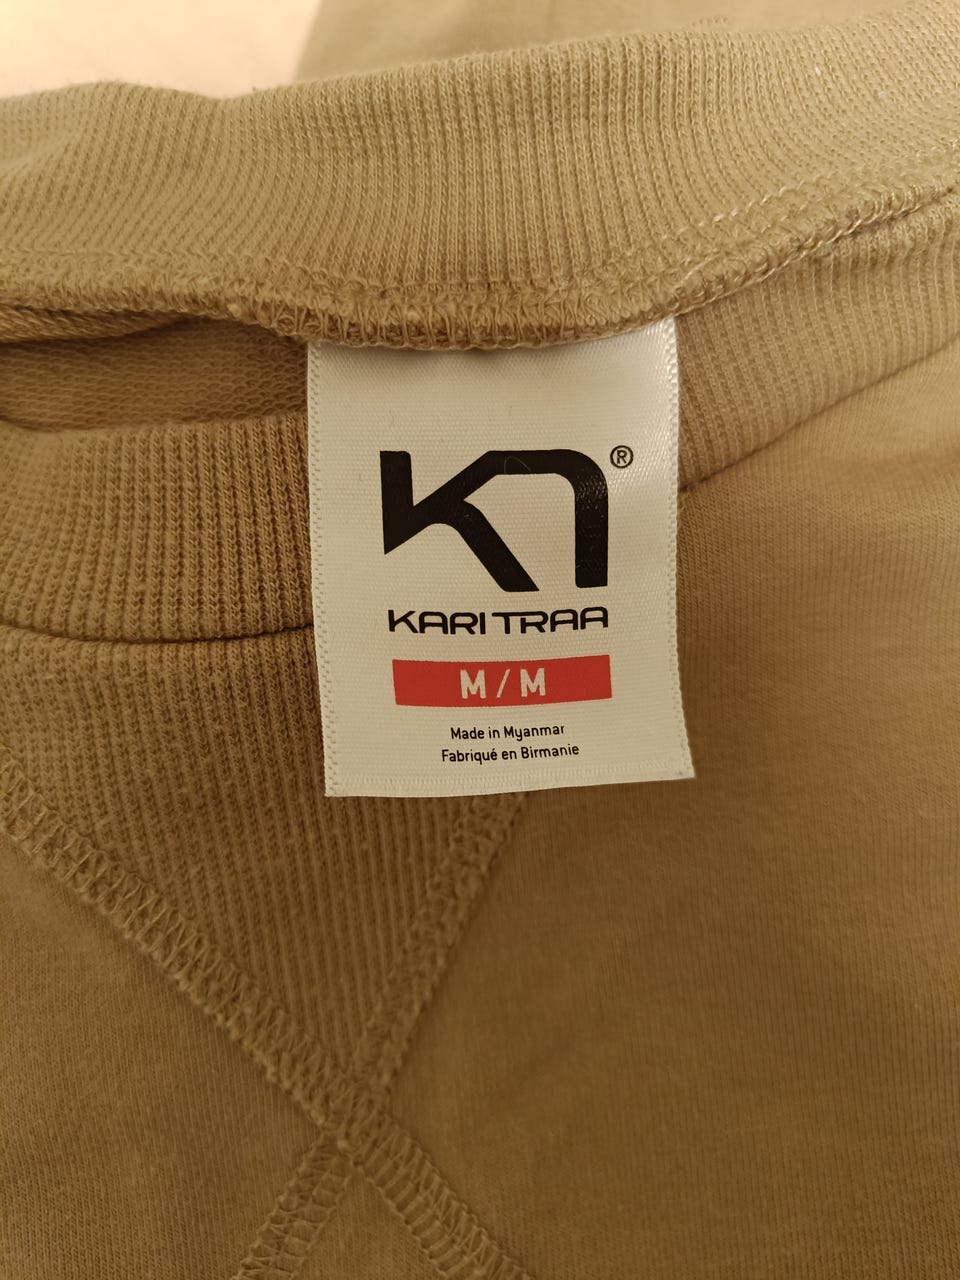 ®
KARI TRAA
M / M
Made in Myanmar
Fabriqué en Birmanie